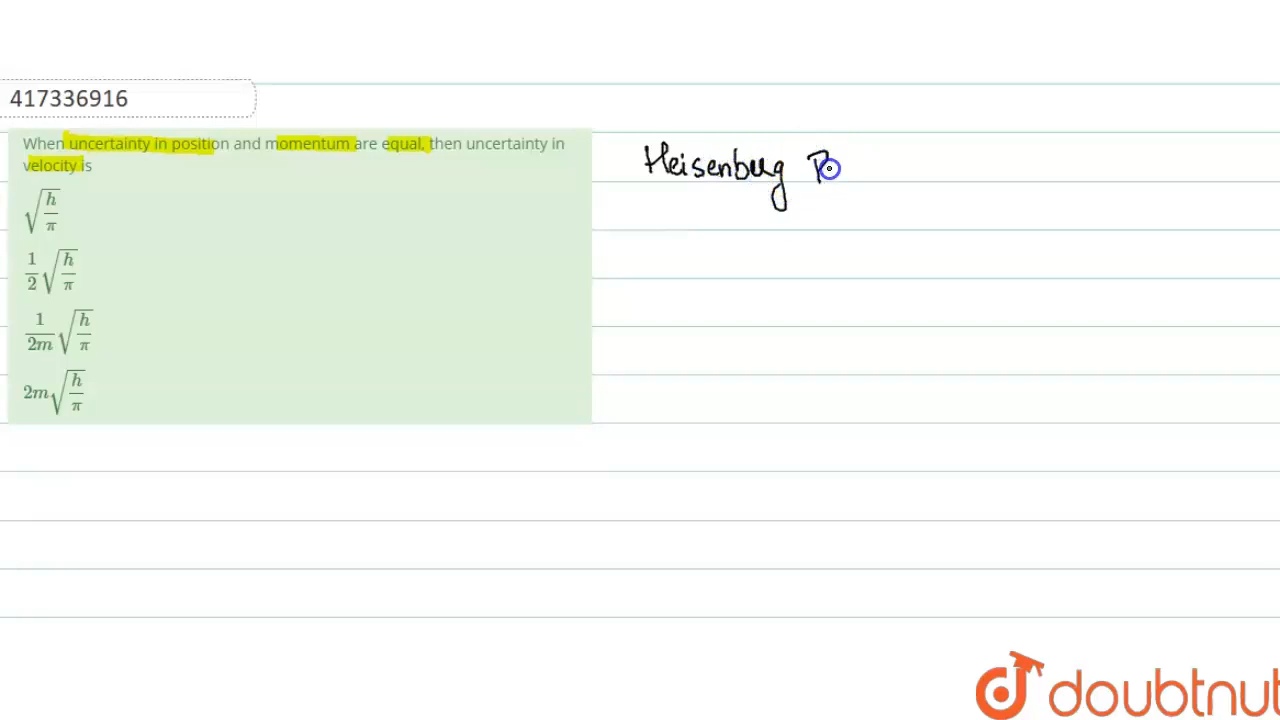 417336916
When uncertainty in position and momentum are equal, then uncertainty in
velocity is
√(h/π)
1/2 √(h/π)
1/2m √(h/π)
2m√(h/π)
Heisenberg P
doubtnut